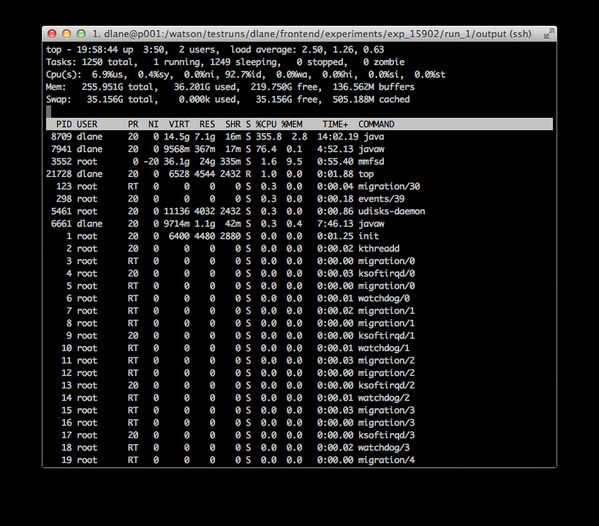 1. dlane@p001:/watson/testruns/dlane/frontend/experiments/exp_15902/run_1/output (ssh)
top - 19:58:44 up  3:50,  2 users,  load average: 2.50, 1.26, 0.63
Tasks: 1250 total,   1 running, 1249 sleeping,   0 stopped,   0 zombie
Cpu(s):  6.9%us,  0.4%sy,  0.0%ni, 92.7%id,  0.0%wa,  0.0%hi,  0.0%si,  0.0%st
Mem:   255.951G total,   36.201G used,  219.750G free,  136.562M buffers
Swap:   35.156G total,    0.000k used,   35.156G free,  505.188M cached
PID USER      PR  NI  VIRT  RES  SHR S %CPU %MEM    TIME+  COMMAND
8709 dlane     20   0 14.5g 7.1g  16m S 355.8  2.8  14:02.19 java
7941 dlane     20   0 9568m 367m  17m S 76.4  0.1   4:52.13 javaw
3552 root       0 -20 36.1g  24g 335m S  1.6  9.5   0:55.40 mmfsd
21728 dlane     20   0  6528 4544 2432 R  1.0  0.0   0:01.88 top
123 root      RT   0     0    0    0 S  0.3  0.0   0:00.04 migration/30
298 root      20   0     0    0    0 S  0.3  0.0   0:00.18 events/39
5461 root      20   0 11136 4032 2432 S  0.3  0.0   0:00.86 udisks-daemon
6661 dlane     20   0 9714m 1.1g  42m S  0.3  0.4   7:46.13 javaw
1 root      20   0  6400 4480 2880 S  0.0  0.0   0:01.25 init
2 root      20   0     0    0    0 S  0.0  0.0   0:00.02 kthreadd
3 root      RT   0     0    0    0 S  0.0  0.0   0:00.00 migration/0
4 root      20   0     0    0    0 S  0.0  0.0   0:00.03 ksoftirqd/0
5 root      RT   0     0    0    0 S  0.0  0.0   0:00.00 migration/0
6 root      RT   0     0    0    0 S  0.0  0.0   0:00.00 watchdog/0
7 root      RT   0     0    0    0 S  0.0  0.0   0:00.02 migration/1
8 root      RT   0     0    0    0 S  0.0  0.0   0:00.00 migration/1
9 root      20   0     0    0    0 S  0.0  0.0   0:00.00 ksoftirqd/1
10 root      RT   0     0    0    0 S  0.0  0.0   0:00.01 watchdog/1
11 root      RT   0     0    0    0 S  0.0  0.0   0:00.03 migration/2
12 root      RT   0     0    0    0 S  0.0  0.0   0:00.00 migration/2
13 root      20   0     0    0    0 S  0.0  0.0   0:00.00 ksoftirqd/2
14 root      RT   0     0    0    0 S  0.0  0.0   0:00.01 watchdog/2
15 root      RT   0     0    0    0 S  0.0  0.0   0:00.03 migration/3
16 root      RT   0     0    0    0 S  0.0  0.0   0:00.00 migration/3
17 root      20   0     0    0    0 S  0.0  0.0   0:00.00 ksoftirqd/3
18 root      RT   0     0    0    0 S  0.0  0.0   0:00.02 watchdog/3
19 root      RT   0     0    0    0 S  0.0  0.0   0:00.00 migration/4